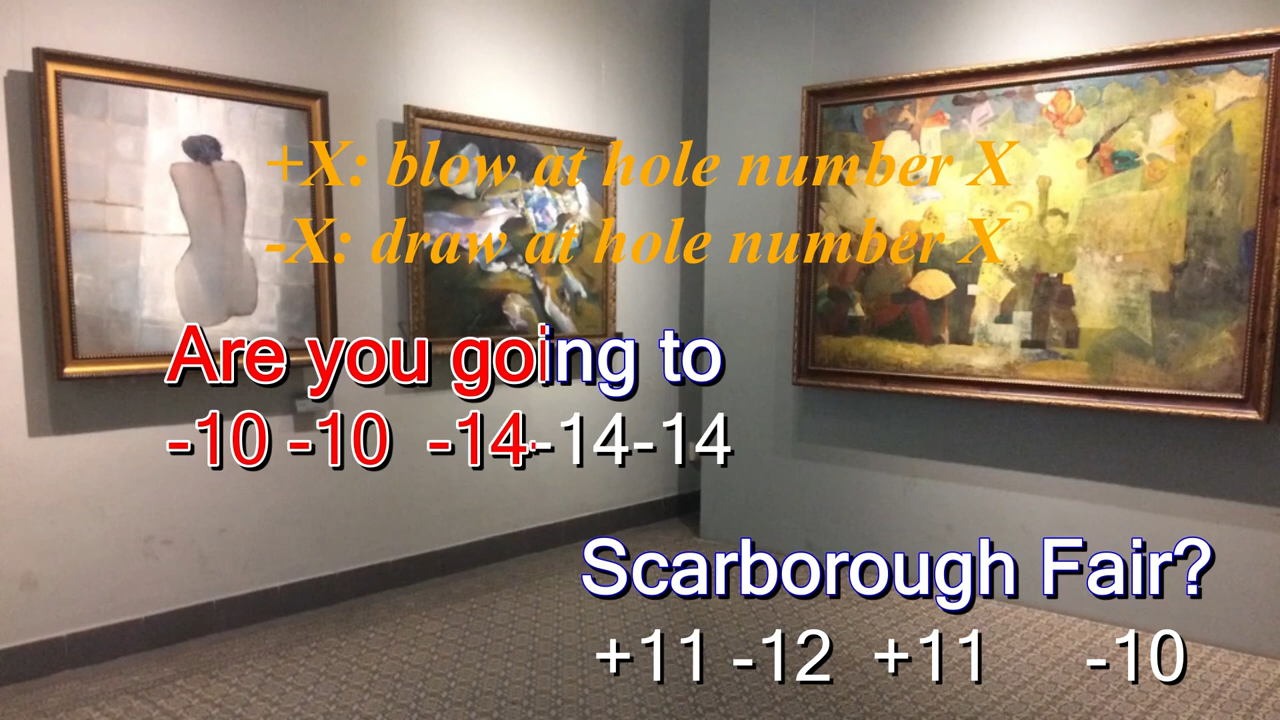 +X: blow at hole number X
-X: draw at hole number X
Are you going to
-10 -10 -14-14-14
Scarborough Fair?
+11 -12 +11 -10